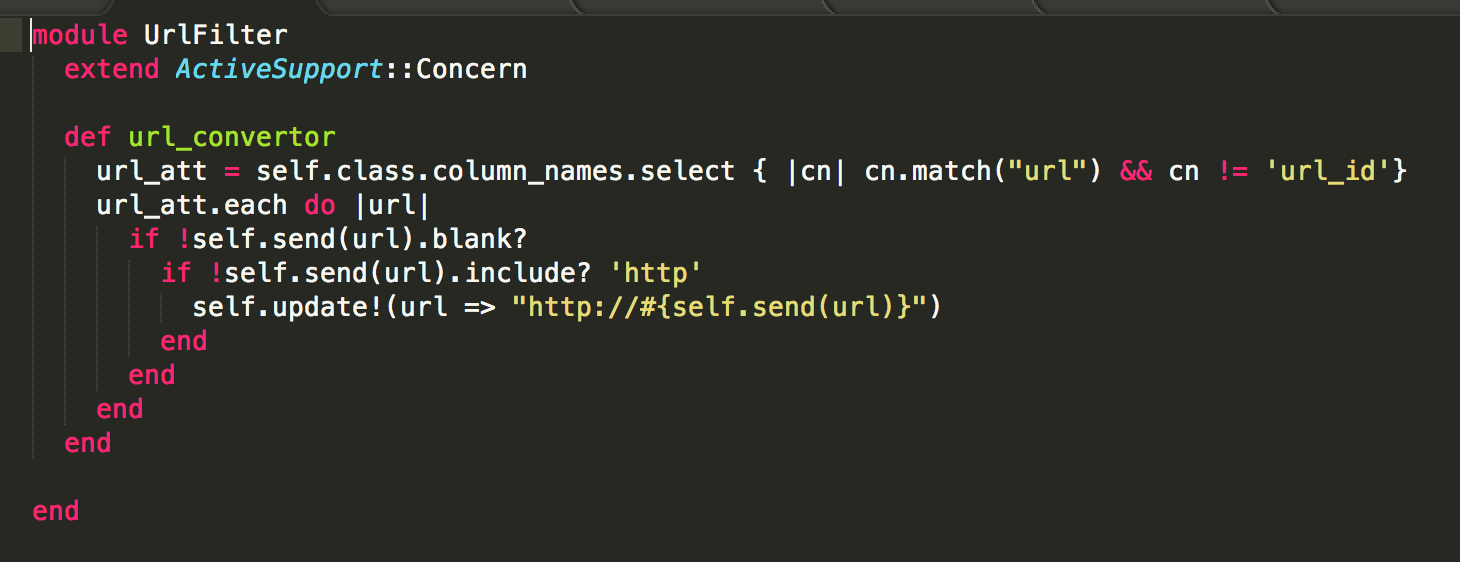 module UrlFilter
  extend ActiveSupport::Concern

  def url_convertor
    url_att = self.class.column_names.select { |cn| cn.match("url") && cn != 'url_id'}
    url_att.each do |url|
      if !self.send(url).blank?
        if !self.send(url).include? 'http'
          self.update!(url => "http://#{self.send(url)}")
        end
      end
    end
  end

end